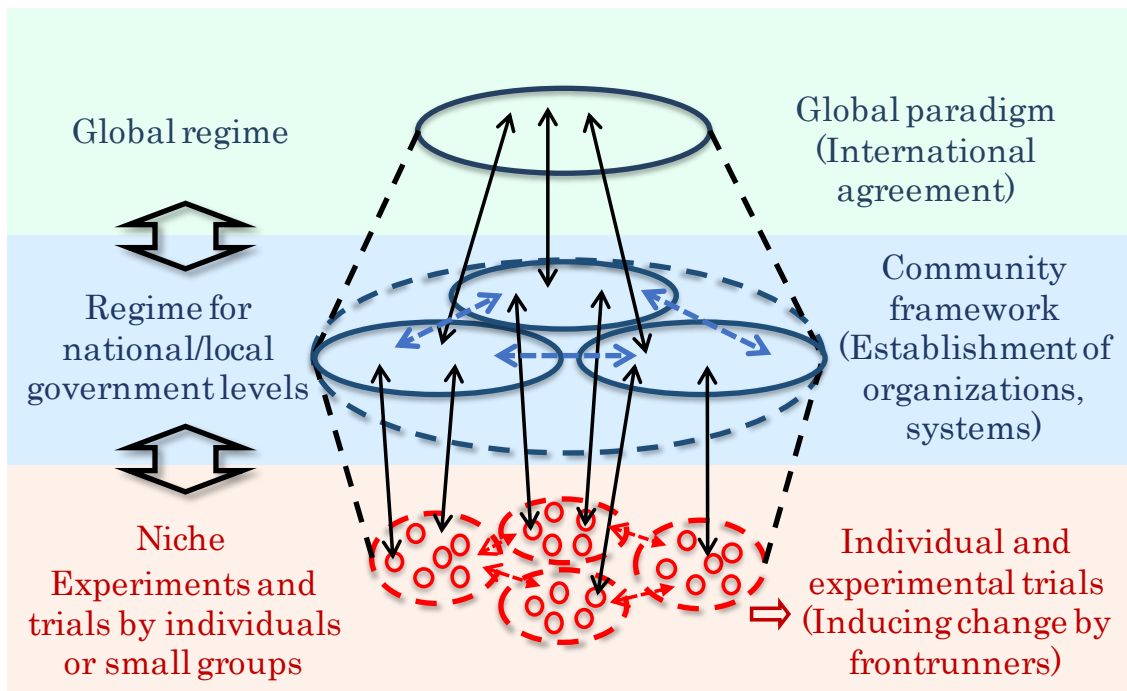 Global regime
Global paradigm
(International
agreement)
Regime for
national/local
government levels
Community
framework
(Establishment of
organizations,
systems)
Niche
Experiments and
trials by individuals
or small groups
Individual and
experimental trials
(Inducing change by
frontrunners)